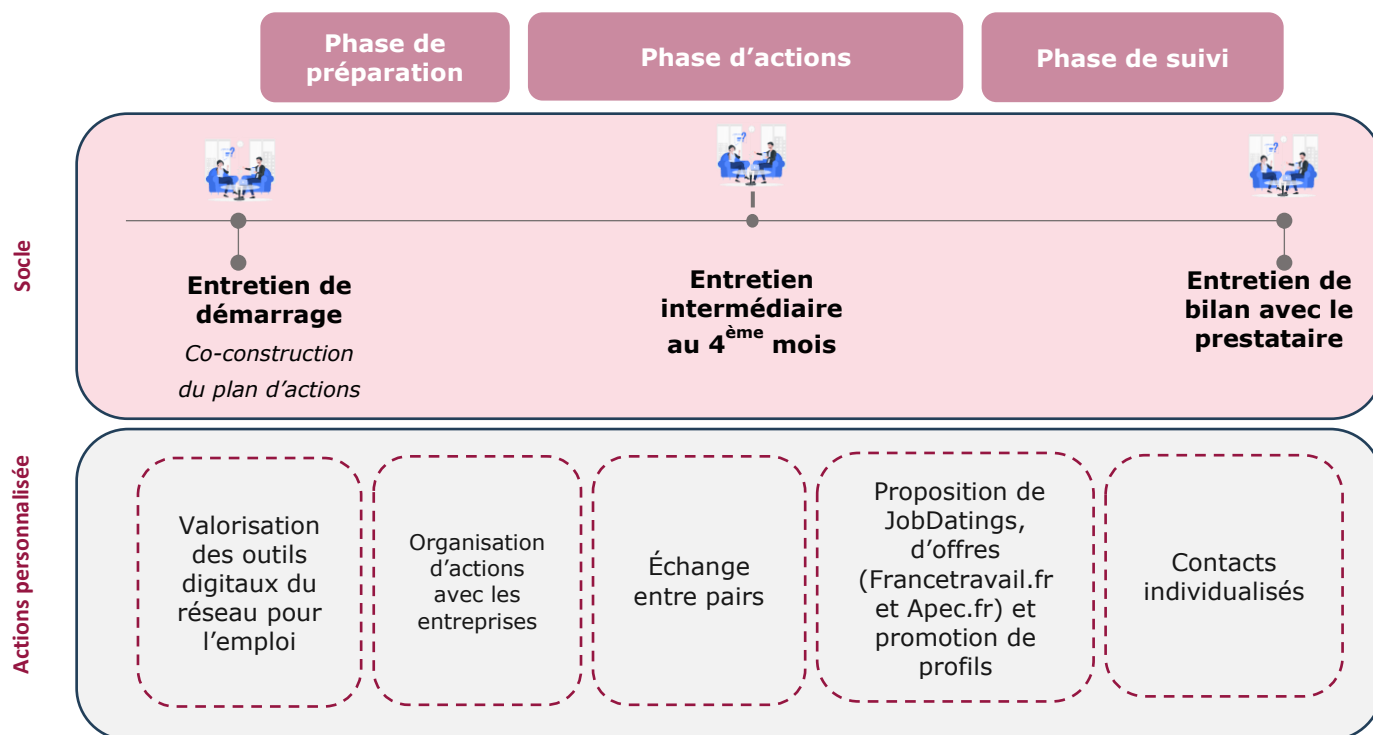 Phase de
préparation
Phase d’actions
Phase de suivi
Socle
Entretien de
démarrage
Co-construction
du plan d’actions
Entretien
intermédiaire
au 4ème mois
Entretien de
bilan avec le
prestataire
Actions personnalisée
Valorisation
des outils
digitaux du
réseau pour
l’emploi
Organisation
d’actions
avec les
entreprises
Échange
entre pairs
Proposition de
JobDatings,
d’offres
(Francetravail.fr
et Apec.fr) et
promotion de
profils
Contacts
individualisés